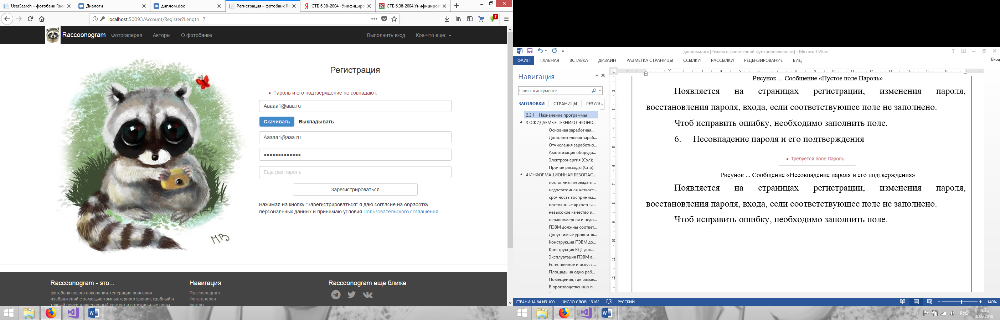 UserSearch – фотобанк Racc
Диалоги
диплом.doc
Регистрация – фотобанк Ra
СТБ 6.38–2004 «Унифициро
СТБ 6.38-2004 Унифициров
localhost:50093/Account/Register?Length=7
Raccoonogram
Фотогалерея
Авторы
О фотобанке
Выполнить вход
Кое-что еще:
Регистрация
Пароль и его подтверждение не совпадают.
Aaaaa1@aaa.ru
Скачивать
Выкладывать
Aaaaa1@aaa.ru
•••••••••••••
Еще раз пароль
Зарегистрироваться
Нажимая на кнопку "Зарегистрироваться" я даю согласие на обработку
персональных данных и принимаю условия Пользовательского соглашения
МВ
Raccoonogram - это...
фотобанк нового поколения: генерация описания
изображений с помощью компьютерного зрения, удобный и
точный поиск, качественный контент и оптимальные цены
Навигация
Raccoonogram
Фотогалерея
Авторы
Raccoonogram еще ближе
диплом.docx [Режим ограниченной функциональности] - Microsoft Word
ФАЙЛ
ГЛАВНАЯ
ВСТАВКА
ДИЗАЙН
РАЗМЕТКА СТРАНИЦЫ
ССЫЛКИ
РАССЫЛКИ
РЕЦЕНЗИРОВАНИЕ
ВИД
Вход
Навигация
Поиск в документе
ЗАГОЛОВКИ
СТРАНИЦЫ
РЕЗУЛЬ
2.2.1 Назначение программы
3 ОЖИДАЕМЫЕ ТЕХНИКО-ЭКОНО...
Основная заработная...
Дополнительная зараб...
Отчисления заработно...
Амортизация оборудо...
Электроэнергия (Сэл);
Прочие расходы (Спр).
4 ИНФОРМАЦИОННАЯ БЕЗОПАС...
постоянная переадапт...
недостаточная четкост...
срочность восприним...
постоянные яркостны...
невысокое качество и...
неравномерная и недо...
ПЭВМ должны соответ...
Допустимые уровни зв...
Конструкция ПЭВМ до...
Конструкция ВДТ дол...
Эксплуатация ПЭВМ в...
Естественное и искусс...
Площадь на одно раб...
Помещения, где разме...
В производственных п...
Рисунок ... Сообщение «Пустое поле Пароль»
Появляется на страницах регистрации, изменения пароля,
восстановления пароля, входа, если соответствующее поле не заполнено.
Чтоб исправить ошибку, необходимо заполнить поле.
6. Несовпадение пароля и его подтверждения
Требуется поле Пароль.
Рисунок ... Сообщение «Несовпадение пароля и его подтверждения»
Появляется на страницах регистрации, изменения пароля,
восстановления пароля, входа, если соответствующее поле не заполнено.
Чтоб исправить ошибку, необходимо заполнить поле.
СТРАНИЦА 84 ИЗ 100
ЧИСЛО СЛОВ: 13162
РУССКИЙ
140%
РУС
19:26
10.06.2018